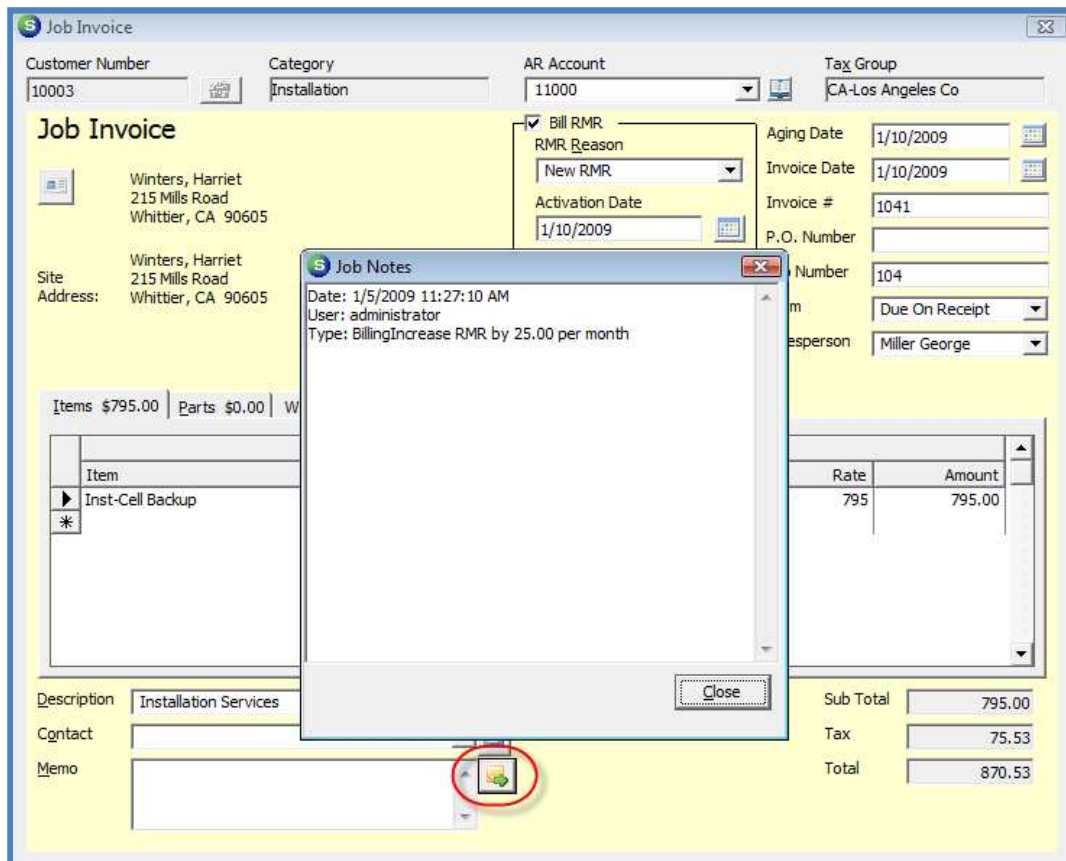 Job Invoice
Customer Number Category AR Account Tax Group
10003 Installation 11000 CA-Los Angeles Co
Job Invoice
Winters, Harriet
215 Mills Road
Whittier, CA 90605
Site Address:
Winters, Harriet
215 Mills Road
Whittier, CA 90605
Bill RMR
RMR Reason
New RMR
Activation Date
1/10/2009
Aging Date 1/10/2009
Invoice Date 1/10/2009
Invoice # 1041
P.O. Number
Number 104
Due On Receipt
Miller George
Job Notes
Date: 1/5/2009 11:27:10 AM
User: administrator
Type: BillingIncrease RMR by 25.00 per month
Close
Items $795.00 Parts $0.00 W
Item Rate Amount
Inst-Cell Backup 795 795.00
Description Installation Services
Contact
Memo
Sub Total 795.00
Tax 75.53
Total 870.53